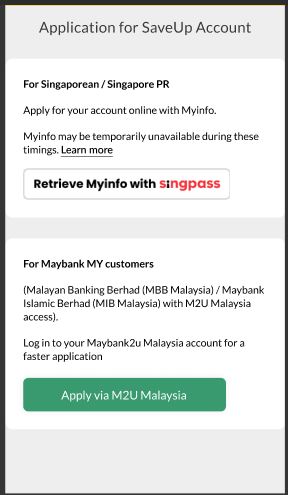 Application for SaveUp Account
For Singaporean / Singapore PR
Apply for your account online with Myinfo.
Myinfo may be temporarily unavailable during these
timings. Learn more
Retrieve Myinfo with singpass
For Maybank MY customers
(Malayan Banking Berhad (MBB Malaysia) / Maybank
Islamic Berhad (MIB Malaysia) with M2U Malaysia
access).
Log in to your Maybank2u Malaysia account for a
faster application
Apply via M2U Malaysia